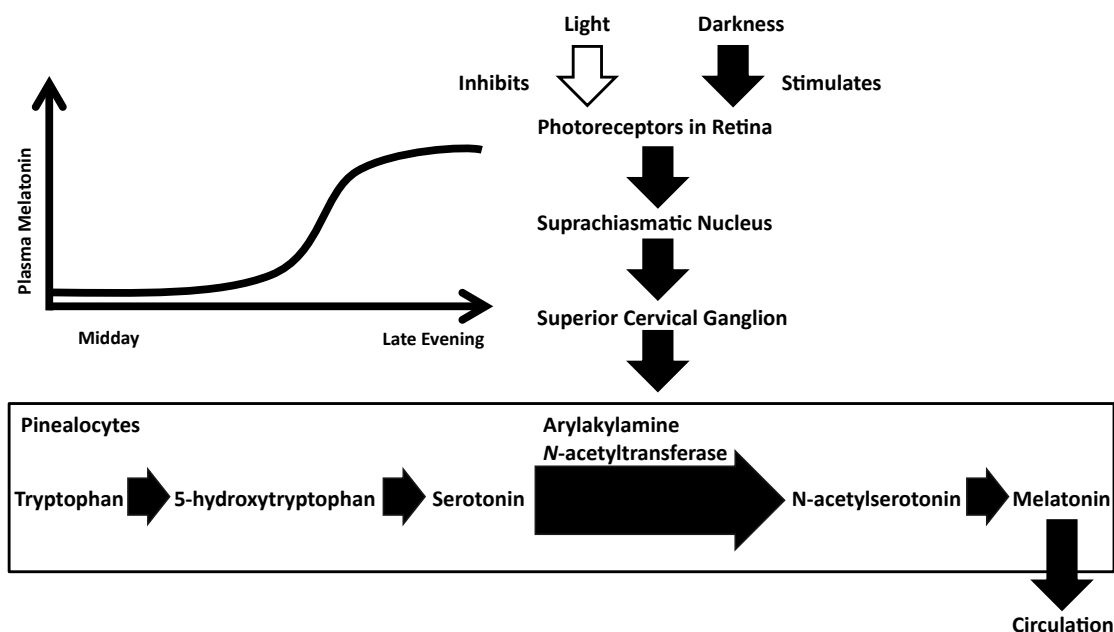 Light
Darkness
Inhibits
Stimulates
Photoreceptors in Retina
Suprachiasmatic Nucleus
Superior Cervical Ganglion
Plasma Melatonin
Midday
Late Evening
Pinealocytes
Arylakylamine
N-acetyltransferase
Tryptophan
5-hydroxytryptophan
Serotonin
N-acetylserotonin
Melatonin
Circulation